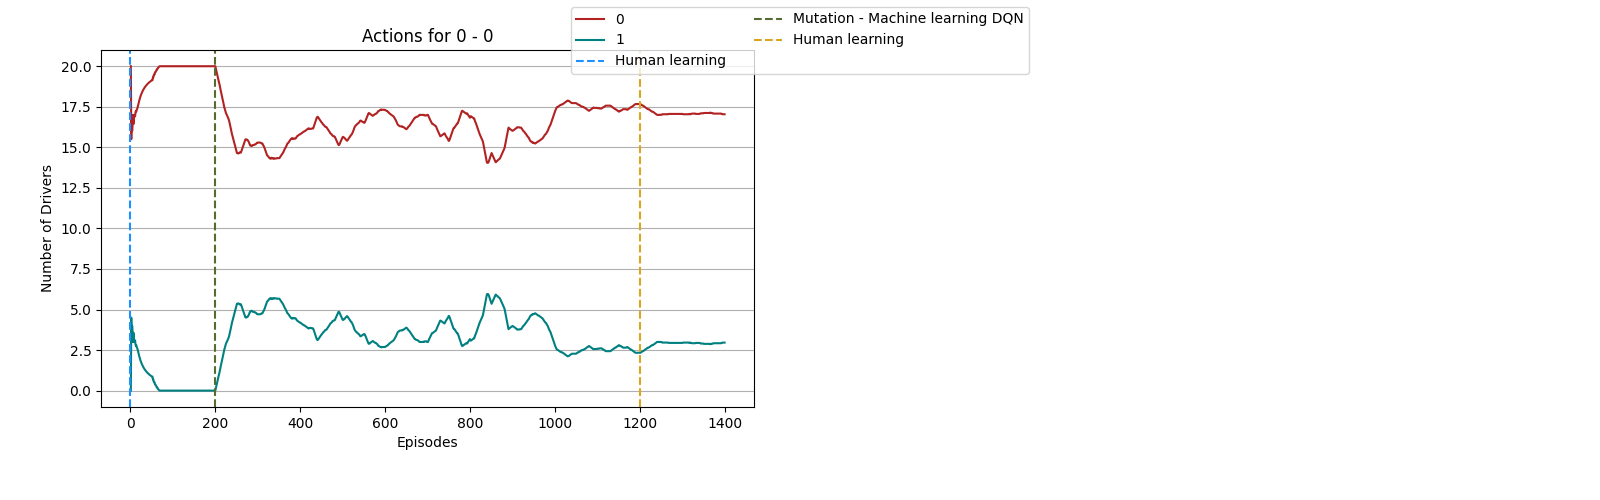 Actions for 0 - 0
0
1
Human learning
Mutation - Machine learning DQN
Human learning
Number of Drivers
20.0
17.5
15.0
12.5
10.0
7.5
5.0
2.5
0.0
0 200 400 600 800 1000 1200 1400
Episodes